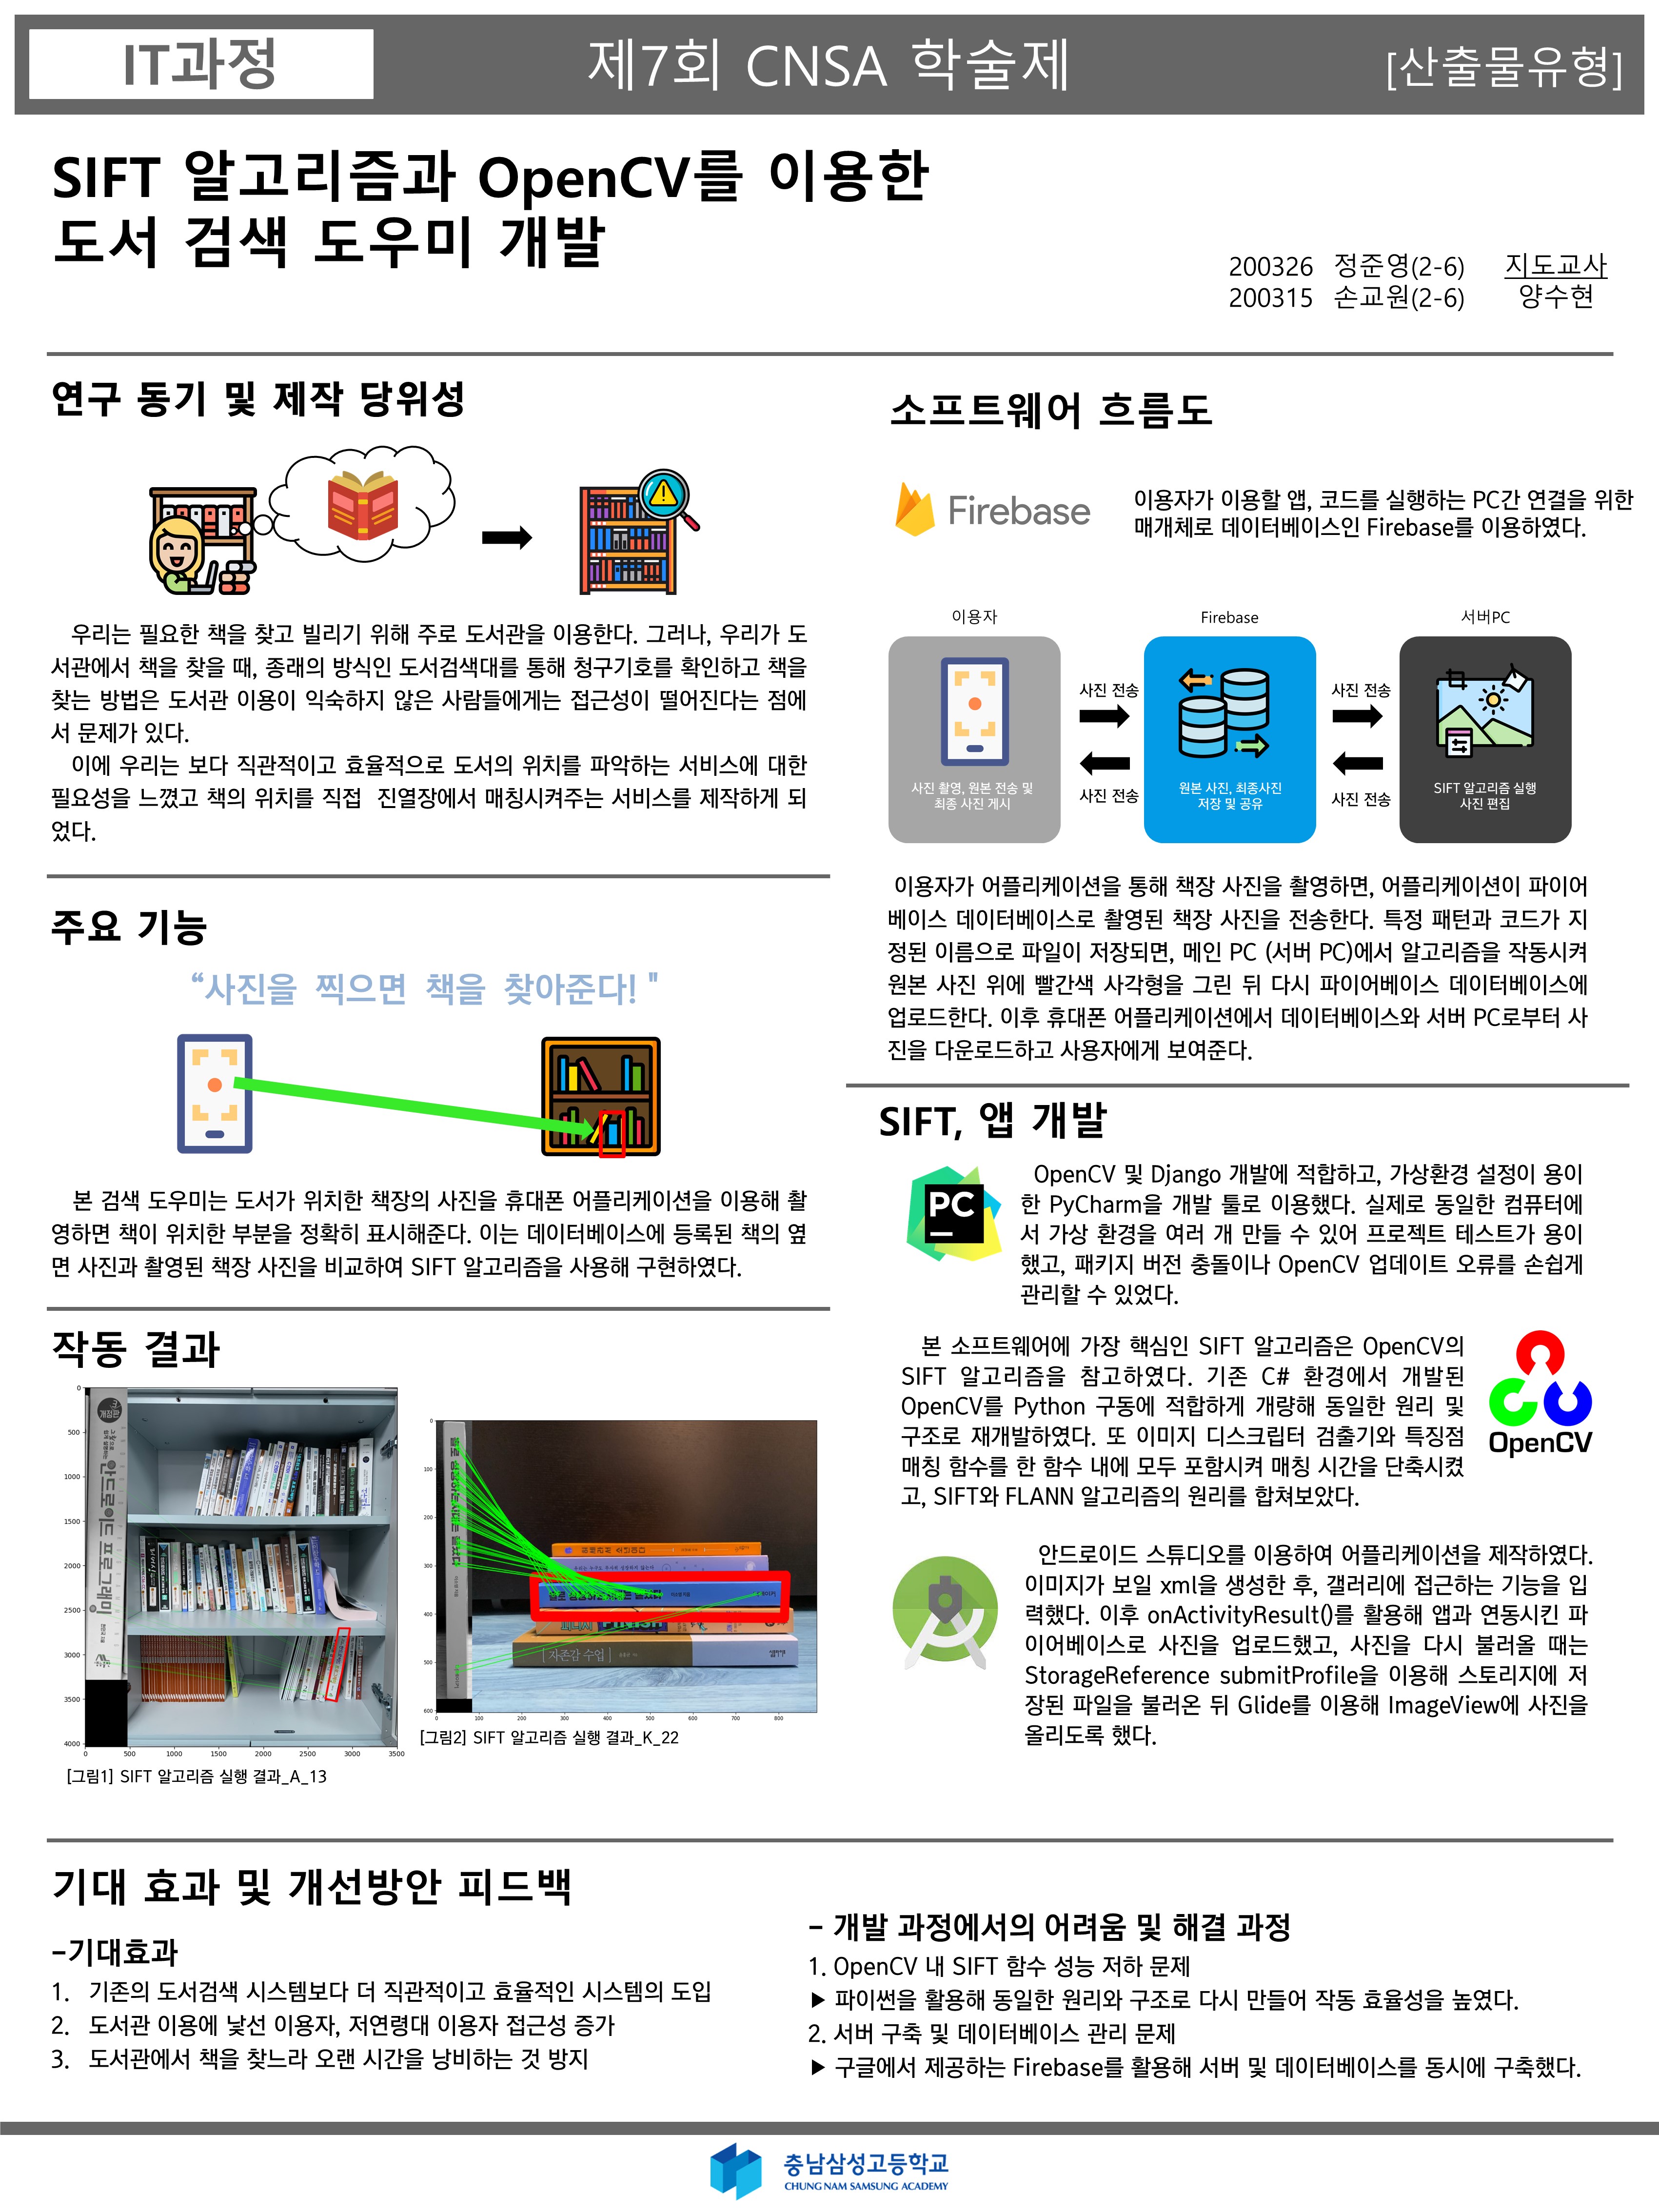 IT과정
제7회 CNSA 학술제
[산출물유형]
SIFT 알고리즘과 OpenCV를 이용한
도서 검색 도우미 개발
200326 정준영(2-6) 지도교사
200315 손교원(2-6) 양수현
연구 동기 및 제작 당위성
우리는 필요한 책을 찾고 빌리기 위해 주로 도서관을 이용한다. 그러나, 우리가 도
서관에서 책을 찾을 때, 종래의 방식인 도서검색대를 통해 청구기호를 확인하고 책을
찾는 방법은 도서관 이용이 익숙하지 않은 사람들에게는 접근성이 떨어진다는 점에
서 문제가 있다.
이에 우리는 보다 직관적이고 효율적으로 도서의 위치를 파악하는 서비스에 대한
필요성을 느꼈고 책의 위치를 직접 진열장에서 매칭시켜주는 서비스를 제작하게 되
었다.
주요 기능
“사진을 찍으면 책을 찾아준다! "
본 검색 도우미는 도서가 위치한 책장의 사진을 휴대폰 어플리케이션을 이용해 촬
영하면 책이 위치한 부분을 정확히 표시해준다. 이는 데이터베이스에 등록된 책의 옆
면 사진과 촬영된 책장 사진을 비교하여 SIFT 알고리즘을 사용해 구현하였다.
작동 결과
0
500
1000
1500
2000
2500
3000
3500
4000
0 500 1000 1500 2000 2500 3000 3500
개정판
안드로이드 프로그래밍
[그림1] SIFT 알고리즘 실행 결과_A_13
0
100
200
300
400
500
600
0 100 200 300 400 500 600 700 800
[자존감 수업]
[그림2] SIFT 알고리즘 실행 결과_K_22
소프트웨어 흐름도
Firebase
이용자가 이용할 앱, 코드를 실행하는 PC간 연결을 위한
매개체로 데이터베이스인 Firebase를 이용하였다.
이용자 Firebase 서버PC
사진 전송 사진 전송
사진 전송 사진 전송
사진 촬영, 원본 전송 및
최종 사진 게시
원본 사진, 최종사진
저장 및 공유
SIFT 알고리즘 실행
사진 편집
이용자가 어플리케이션을 통해 책장 사진을 촬영하면, 어플리케이션이 파이어
베이스 데이터베이스로 촬영된 책장 사진을 전송한다. 특정 패턴과 코드가 지
정된 이름으로 파일이 저장되면, 메인 PC (서버 PC)에서 알고리즘을 작동시켜
원본 사진 위에 빨간색 사각형을 그린 뒤 다시 파이어베이스 데이터베이스에
업로드한다. 이후 휴대폰 어플리케이션에서 데이터베이스와 서버 PC로부터 사
진을 다운로드하고 사용자에게 보여준다.
SIFT, 앱 개발
PC
OpenCV 및 Django 개발에 적합하고, 가상환경 설정이 용이
한 PyCharm을 개발 툴로 이용했다. 실제로 동일한 컴퓨터에
서 가상 환경을 여러 개 만들 수 있어 프로젝트 테스트가 용이
했고, 패키지 버전 충돌이나 OpenCV 업데이트 오류를 손쉽게
관리할 수 있었다.
본 소프트웨어에 가장 핵심인 SIFT 알고리즘은 OpenCV의
SIFT 알고리즘을 참고하였다. 기존 C# 환경에서 개발된
OpenCV를 Python 구동에 적합하게 개량해 동일한 원리 및
구조로 재개발하였다. 또 이미지 디스크립터 검출기와 특징점
매칭 함수를 한 함수 내에 모두 포함시켜 매칭 시간을 단축시켰
고, SIFT와 FLANN 알고리즘의 원리를 합쳐보았다.
OpenCV
안드로이드 스튜디오를 이용하여 어플리케이션을 제작하였다.
이미지가 보일 xml을 생성한 후, 갤러리에 접근하는 기능을 입
력했다. 이후 onActivityResult()를 활용해 앱과 연동시킨 파
이어베이스로 사진을 업로드했고, 사진을 다시 불러올 때는
StorageReference submitProfile을 이용해 스토리지에 저
장된 파일을 불러온 뒤 Glide를 이용해 ImageView에 사진을
올리도록 했다.
기대 효과 및 개선방안 피드백
-기대효과
1. 기존의 도서검색 시스템보다 더 직관적이고 효율적인 시스템의 도입
2. 도서관 이용에 낯선 이용자, 저연령대 이용자 접근성 증가
3. 도서관에서 책을 찾느라 오랜 시간을 낭비하는 것 방지
- 개발 과정에서의 어려움 및 해결 과정
1. OpenCV 내 SIFT 함수 성능 저하 문제
▶ 파이썬을 활용해 동일한 원리와 구조로 다시 만들어 작동 효율성을 높였다.
2. 서버 구축 및 데이터베이스 관리 문제
▶ 구글에서 제공하는 Firebase를 활용해 서버 및 데이터베이스를 동시에 구축했다.
충남삼성고등학교
CHUNG NAM SAMSUNG ACADEMY